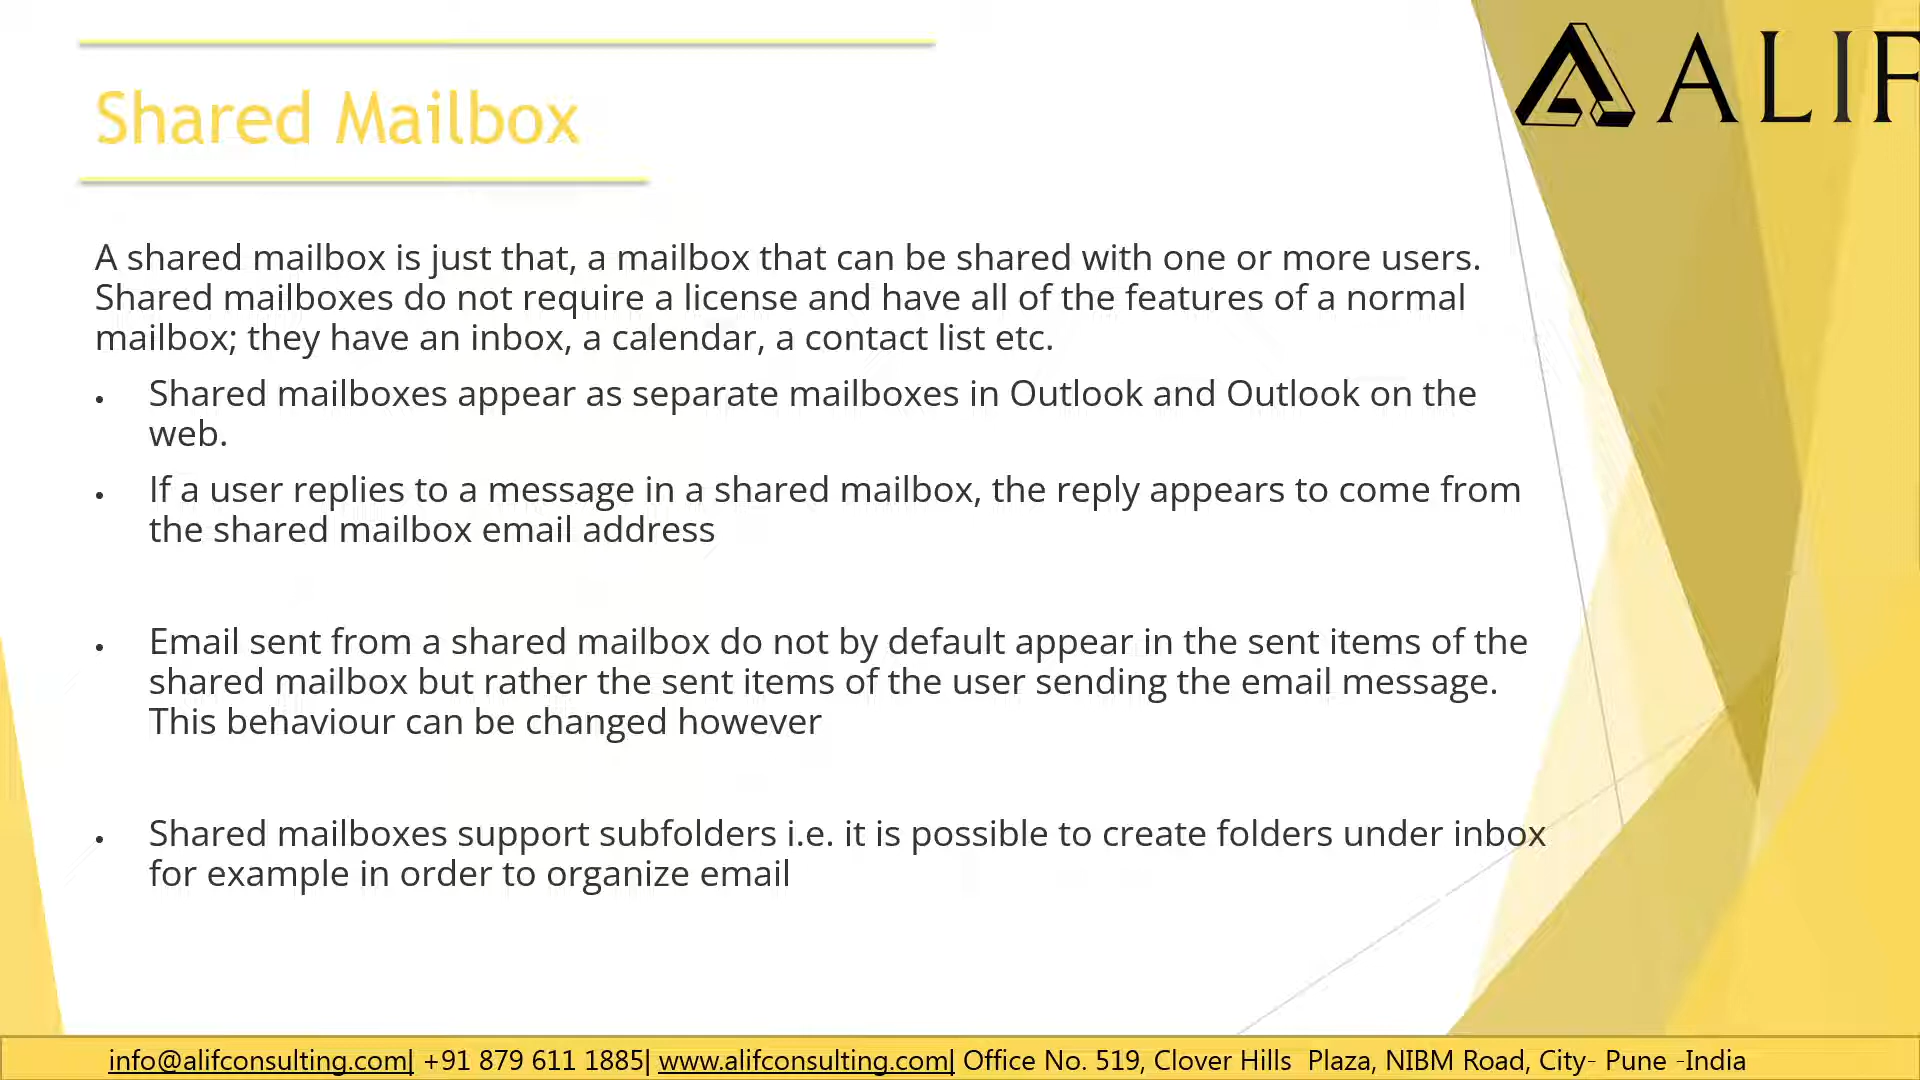 ALIF
Shared Mailbox
A shared mailbox is just that, a mailbox that can be shared with one or more users.
Shared mailboxes do not require a license and have all of the features of a normal
mailbox; they have an inbox, a calendar, a contact list etc.
• Shared mailboxes appear as separate mailboxes in Outlook and Outlook on the
web.
• If a user replies to a message in a shared mailbox, the reply appears to come from
the shared mailbox email address
• Email sent from a shared mailbox do not by default appear in the sent items of the
shared mailbox but rather the sent items of the user sending the email message.
This behaviour can be changed however
• Shared mailboxes support subfolders i.e. it is possible to create folders under inbox
for example in order to organize email
info@alifconsulting.com| +91 879 611 1885| www.alifconsulting.com| Office No. 519, Clover Hills  Plaza, NIBM Road, City- Pune -India